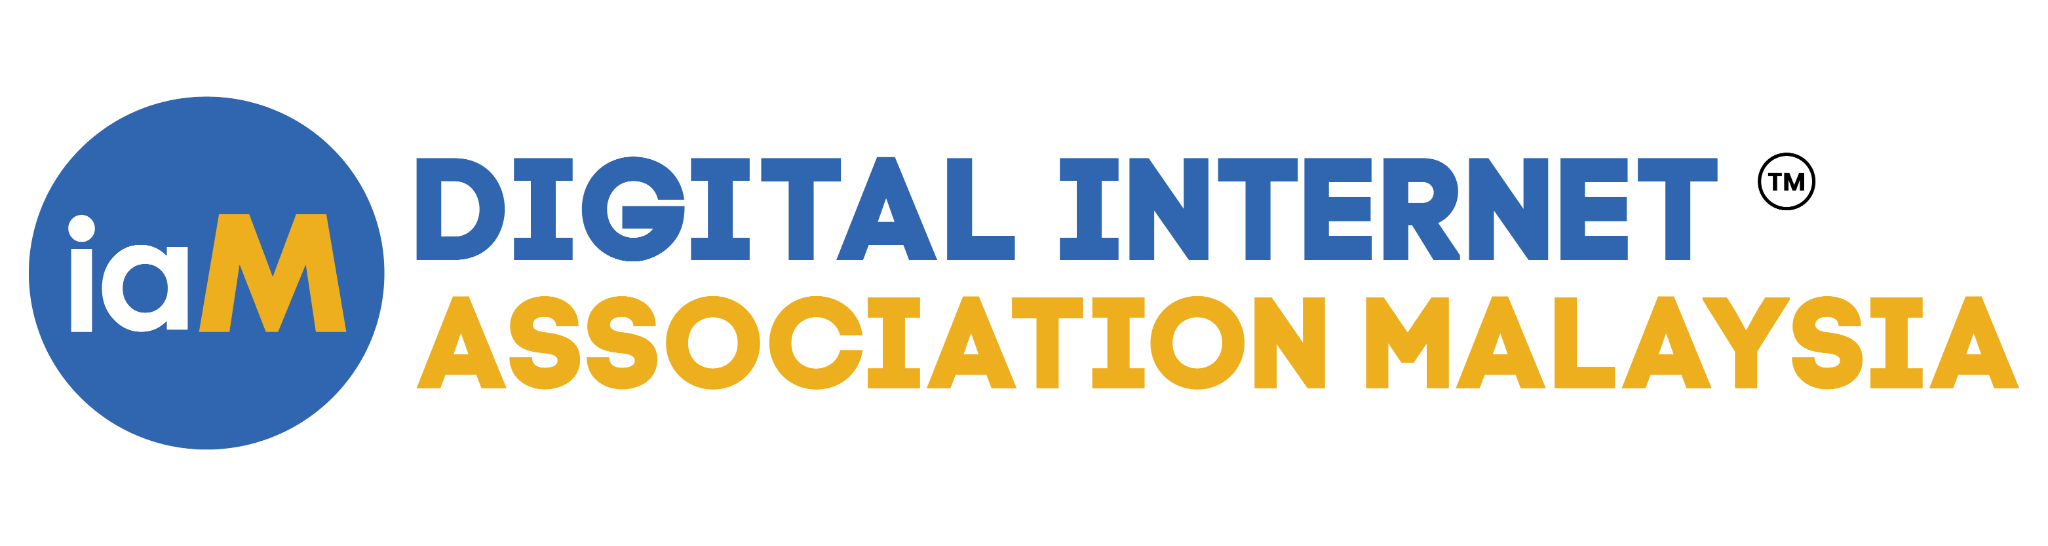 iaM
DIGITAL INTERNET TM
ASSOCIATION MALAYSIA